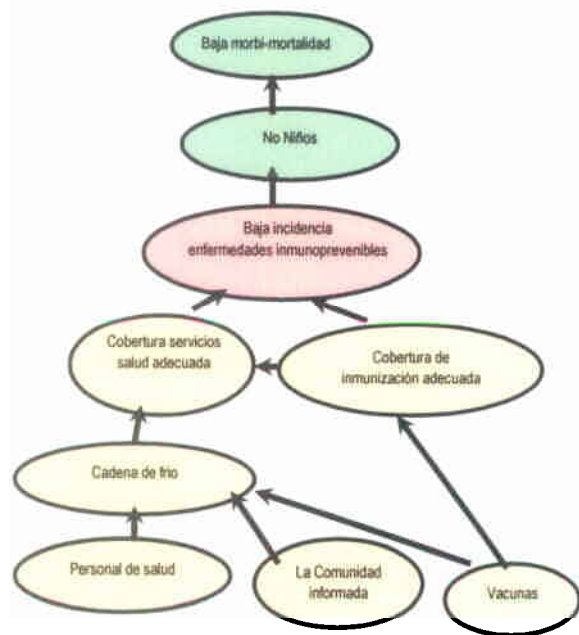 Baja morbi-mortalidad
No Niños
Baja incidencia
enfermedades inmunoprevenibles
Cobertura servicios
salud adecuada
Cobertura de
inmunización adecuada
Cadena de frio
Personal de salud
La Comunidad
informada
Vacunas